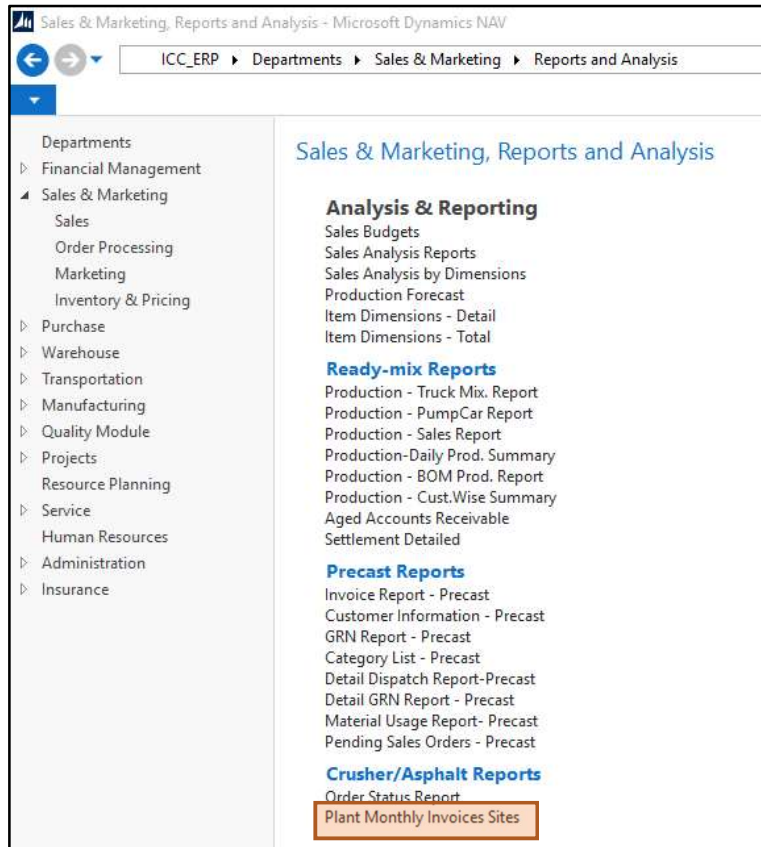 Sales & Marketing, Reports and Analysis - Microsoft Dynamics NAV
ICC_ERP ▸ Departments ▸ Sales & Marketing ▸ Reports and Analysis
Departments
Financial Management
Sales & Marketing
Sales
Order Processing
Marketing
Inventory & Pricing
Purchase
Warehouse
Transportation
Manufacturing
Quality Module
Projects
Resource Planning
Service
Human Resources
Administration
Insurance
Sales & Marketing, Reports and Analysis
Analysis & Reporting
Sales Budgets
Sales Analysis Reports
Sales Analysis by Dimensions
Production Forecast
Item Dimensions - Detail
Item Dimensions - Total
Ready-mix Reports
Production - Truck Mix. Report
Production - PumpCar Report
Production - Sales Report
Production-Daily Prod. Summary
Production - BOM Prod. Report
Production - Cust.Wise Summary
Aged Accounts Receivable
Settlement Detailed
Precast Reports
Invoice Report - Precast
Customer Information - Precast
GRN Report - Precast
Category List - Precast
Detail Dispatch Report-Precast
Detail GRN Report - Precast
Material Usage Report- Precast
Pending Sales Orders - Precast
Crusher/Asphalt Reports
Order Status Report
Plant Monthly Invoices Sites